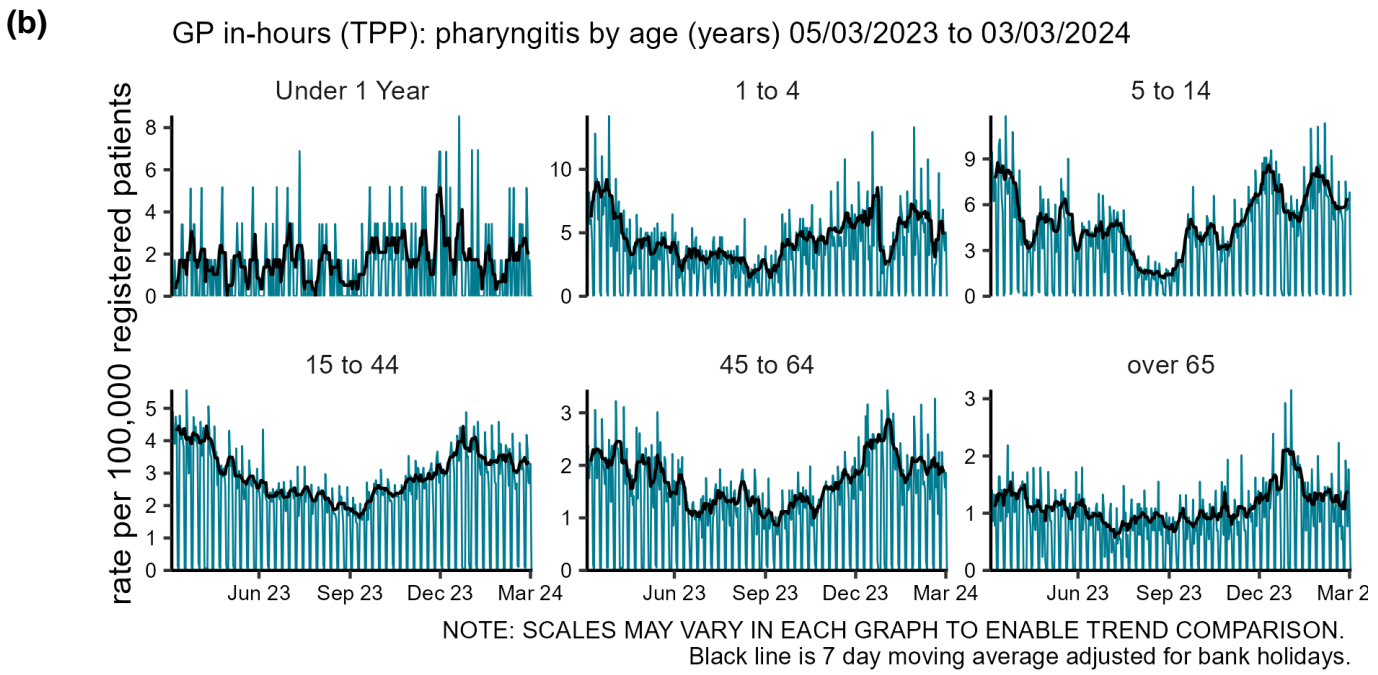 (b)
GP in-hours (TPP): pharyngitis by age (years) 05/03/2023 to 03/03/2024
rate per 100,000 registered patients
Under 1 Year
8
6
4
2
0
1 to 4
10
5
0
5 to 14
9
6
3
0
15 to 44
5
4
3
2
1
0
Jun 23 Sep 23 Dec 23 Mar 24
45 to 64
3
2
1
0
Jun 23 Sep 23 Dec 23 Mar 24
over 65
3
2
1
0
Jun 23 Sep 23 Dec 23 Mar 2
NOTE: SCALES MAY VARY IN EACH GRAPH TO ENABLE TREND COMPARISON.
Black line is 7 day moving average adjusted for bank holidays.